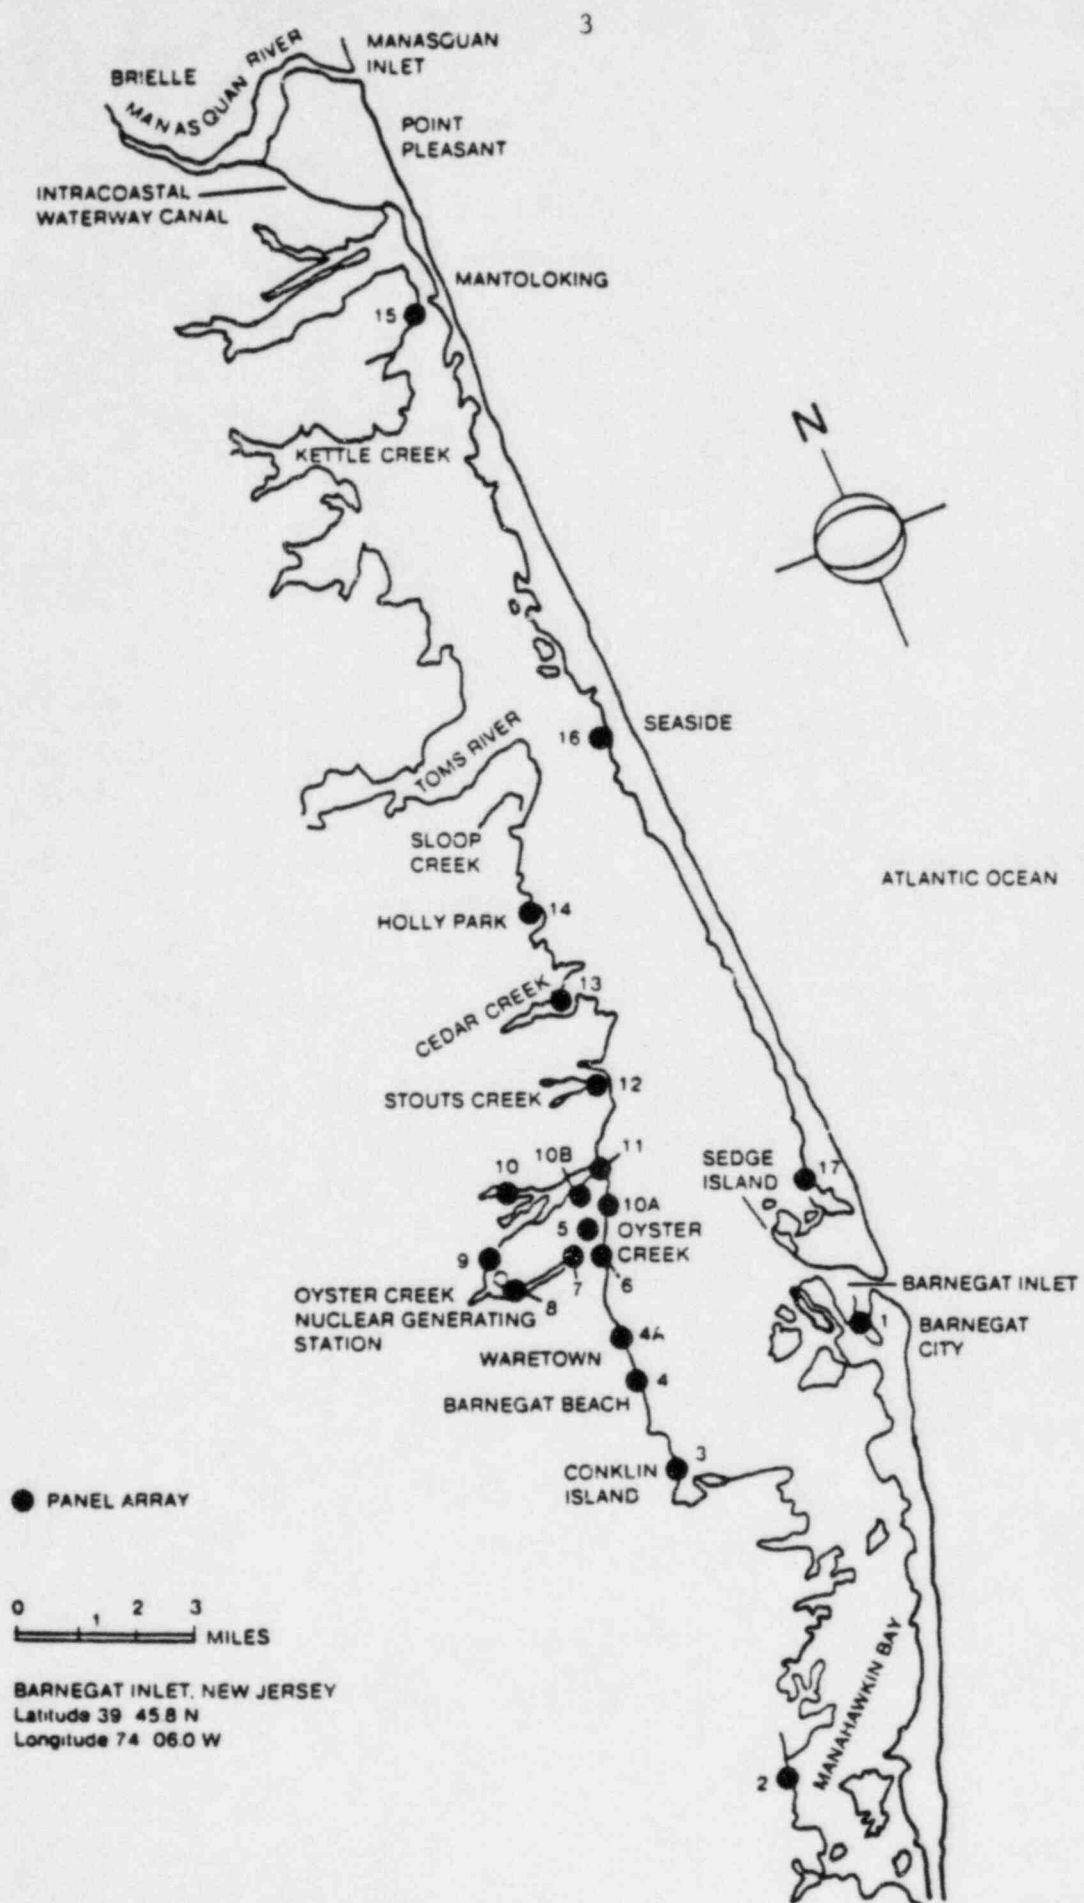 3
MANASQUAN
INLET
BRIELLE
MANASQUAN RIVER
POINT
PLEASANT
INTRACOASTAL
WATERWAY CANAL
MANTOLOKING
15
N
KETTLE CREEK
SEASIDE
16
TOMS RIVER
SLOOP
CREEK
ATLANTIC OCEAN
14
HOLLY PARK
13
CEDAR CREEK
12
STOUTS CREEK
11
10B
10
SEDGE
ISLAND
17
10A
5
OYSTER
CREEK
9
7
6
8
OYSTER CREEK
NUCLEAR GENERATING
STATION
BARNEGAT INLET
1
BARNEGAT
CITY
4A
WARETOWN
4
BARNEGAT BEACH
3
CONKLIN
ISLAND
PANEL ARRAY
0 1 2 3
MILES
BARNEGAT INLET, NEW JERSEY
Latitude 39 45.8 N
Longitude 74 06.0 W
MANAHAWKIN BAY
2